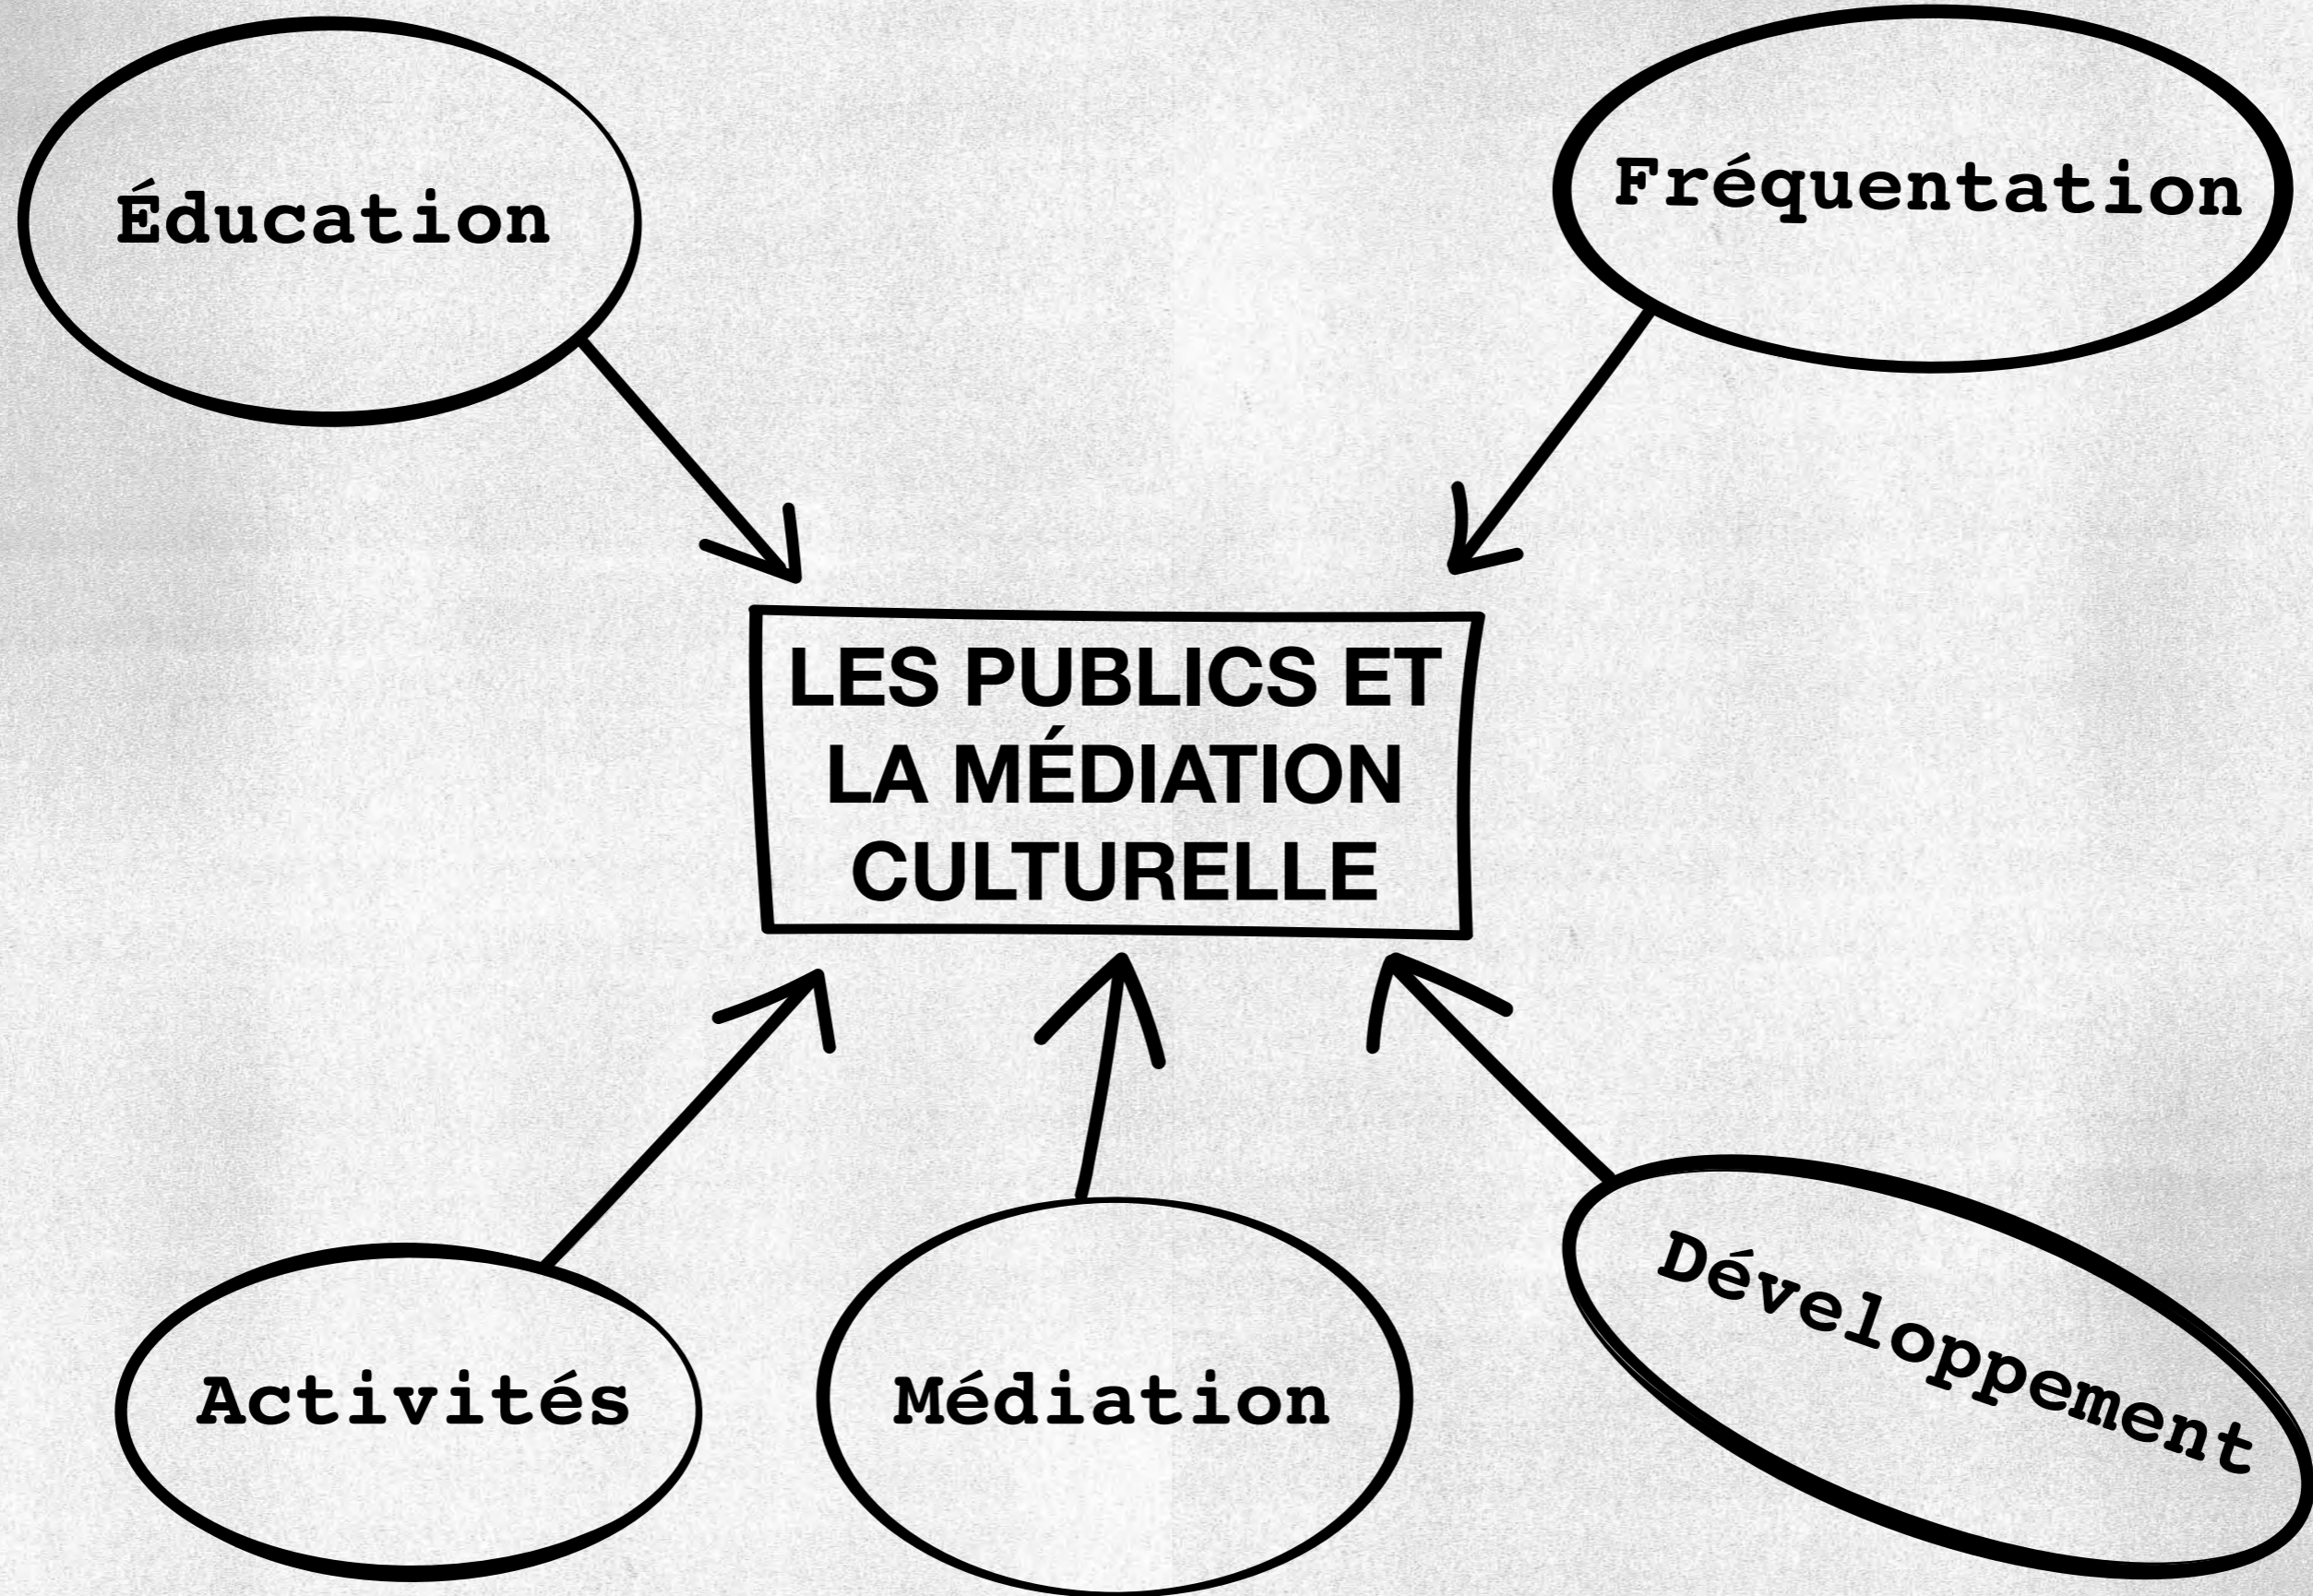 Éducation
Fréquentation
LES PUBLICS ET
LA MÉDIATION
CULTURELLE
Activités
Médiation
Développement